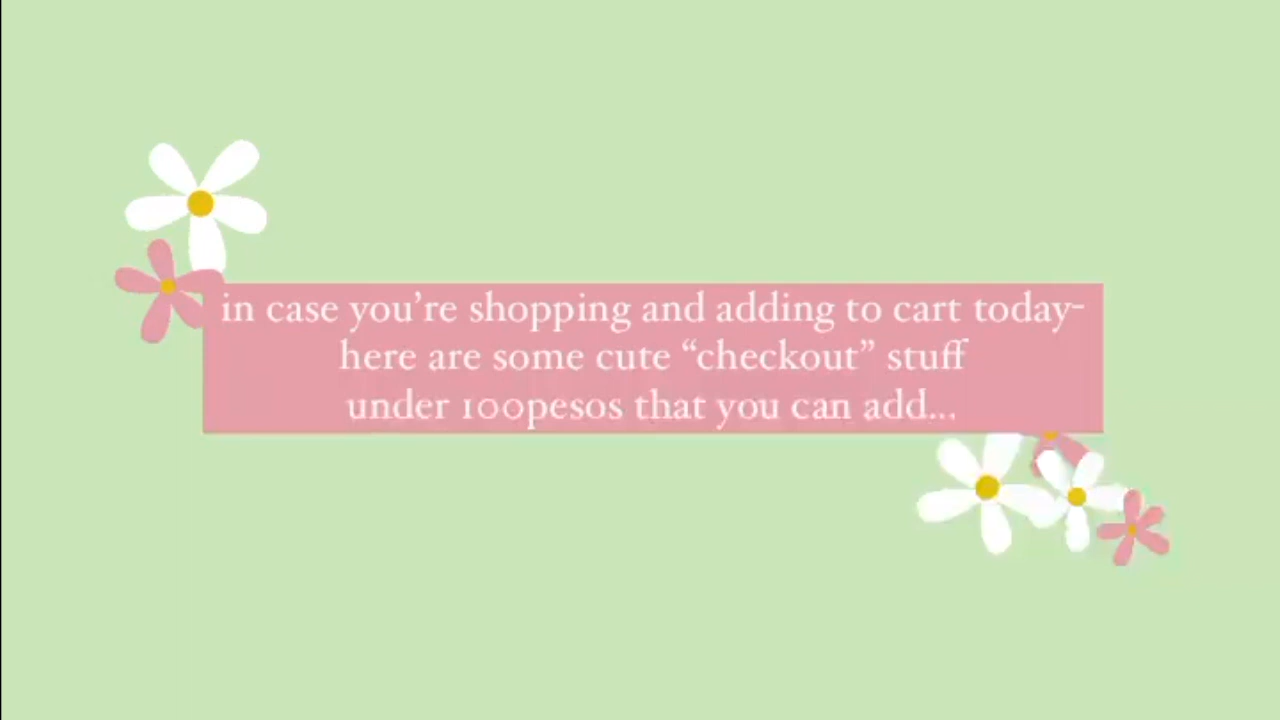 in case you’re shopping and adding to cart today-
here are some cute “checkout” stuff
under 100pesos that you can add...